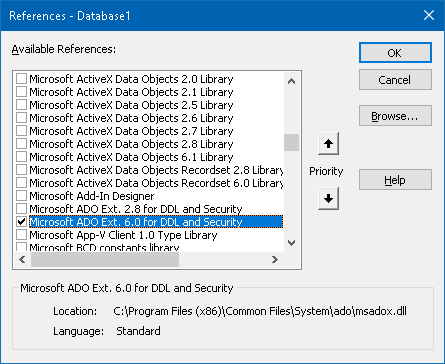 References - Database1
Available References:
Microsoft ActiveX Data Objects 2.0 Library
Microsoft ActiveX Data Objects 2.1 Library
Microsoft ActiveX Data Objects 2.5 Library
Microsoft ActiveX Data Objects 2.6 Library
Microsoft ActiveX Data Objects 2.7 Library
Microsoft ActiveX Data Objects 2.8 Library
Microsoft ActiveX Data Objects 6.1 Library
Microsoft ActiveX Data Objects Recordset 2.8 Library
Microsoft ActiveX Data Objects Recordset 6.0 Library
Microsoft Add-In Designer
Microsoft ADO Ext. 2.8 for DDL and Security
Microsoft ADO Ext. 6.0 for DDL and Security
Microsoft App-V Client 1.0 Type Library
Microsoft BCD constants library
OK
Cancel
Browse...
Priority
Help
Microsoft ADO Ext. 6.0 for DDL and Security
Location: C:\Program Files (x86)\Common Files\System\ado\msadox.dll
Language: Standard